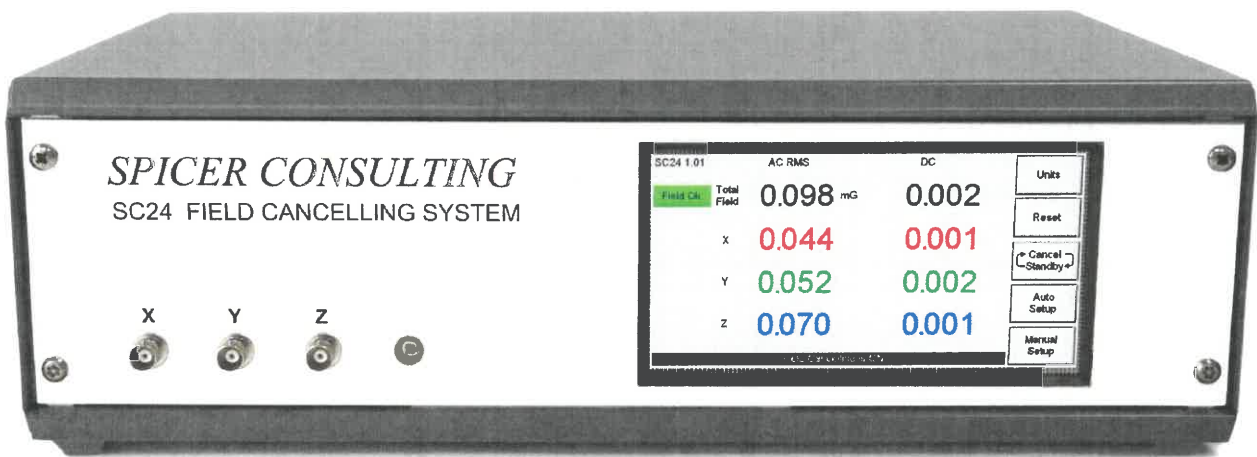 SPICER CONSULTING
SC24 FIELD CANCELLING SYSTEM
X Y Z
SC24 1.01 AC RMS DC
Field Ok Total Field 0.098 mG 0.002
X 0.044 0.001
Y 0.052 0.002
Z 0.070 0.001
Units
Reset
Cancel
Standby
Auto
Setup
Manual
Setup